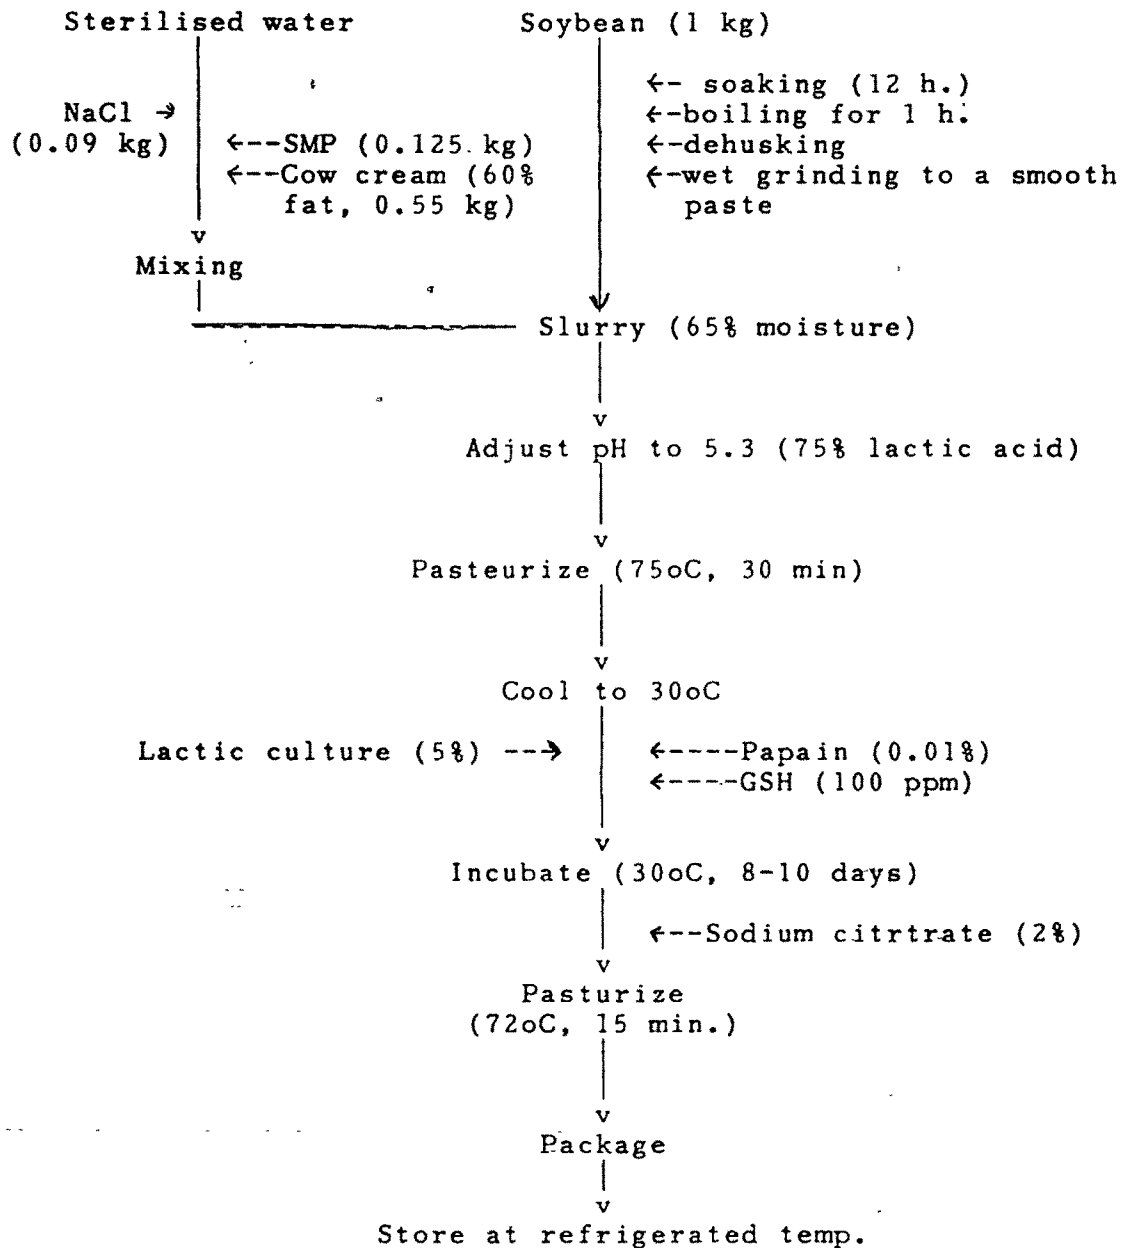 Sterilised water
Soybean (1 kg)
NaCl →
(0.09 kg)
←---SMP (0.125 kg)
←--Cow cream (60%
fat, 0.55 kg)
←- soaking (12 h.)
←-boiling for 1 h.
←-dehusking
←-wet grinding to a smooth
paste
Mixing
Slurry (65% moisture)
Adjust pH to 5.3 (75% lactic acid)
Pasteurize (75oC, 30 min)
Cool to 30oC
Lactic culture (5%) --→
←-----Papain (0.01%)
←-----GSH (100 ppm)
Incubate (30oC, 8-10 days)
←--Sodium citrtrate (2%)
Pasturize
(72oC, 15 min.)
Package
Store at refrigerated temp.